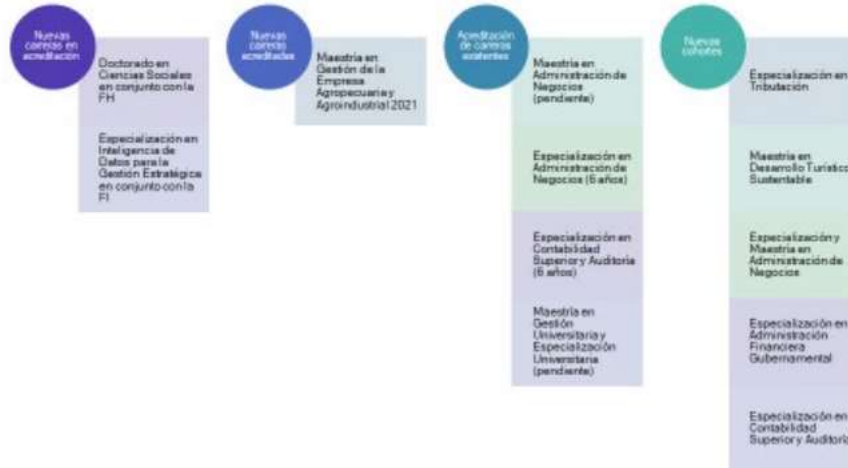 Nuevas
carreras en
acreditación
Doctorado en
Ciencias Sociales
en conjunto con la
FH
Especialización en
Inteligencia de
Datos para la
Gestión Estratégica
en conjunto con la
FI
Nuevas
carreras
acreditadas
Maestría en
Gestión de la
Empresa
Agropecuaria y
Agroindustrial 2021
Acreditación
de carreras
existentes
Maestría en
Administración de
Negocios
(pendiente)
Especialización en
Administración de
Negocios (6 años)
Especialización en
Contabilidad
Superior y Auditoría
(6 años)
Maestría en
Gestión
Universitaria y
Especialización
Universitaria
(pendiente)
Nuevas
cohortes
Especialización en
Tributación
Maestría en
Desarrollo Turístico
Sustentable
Especialización y
Maestría en
Administración de
Negocios
Especialización en
Administración
Financiera
Gubernamental
Especialización en
Contabilidad
Superior y Auditoría